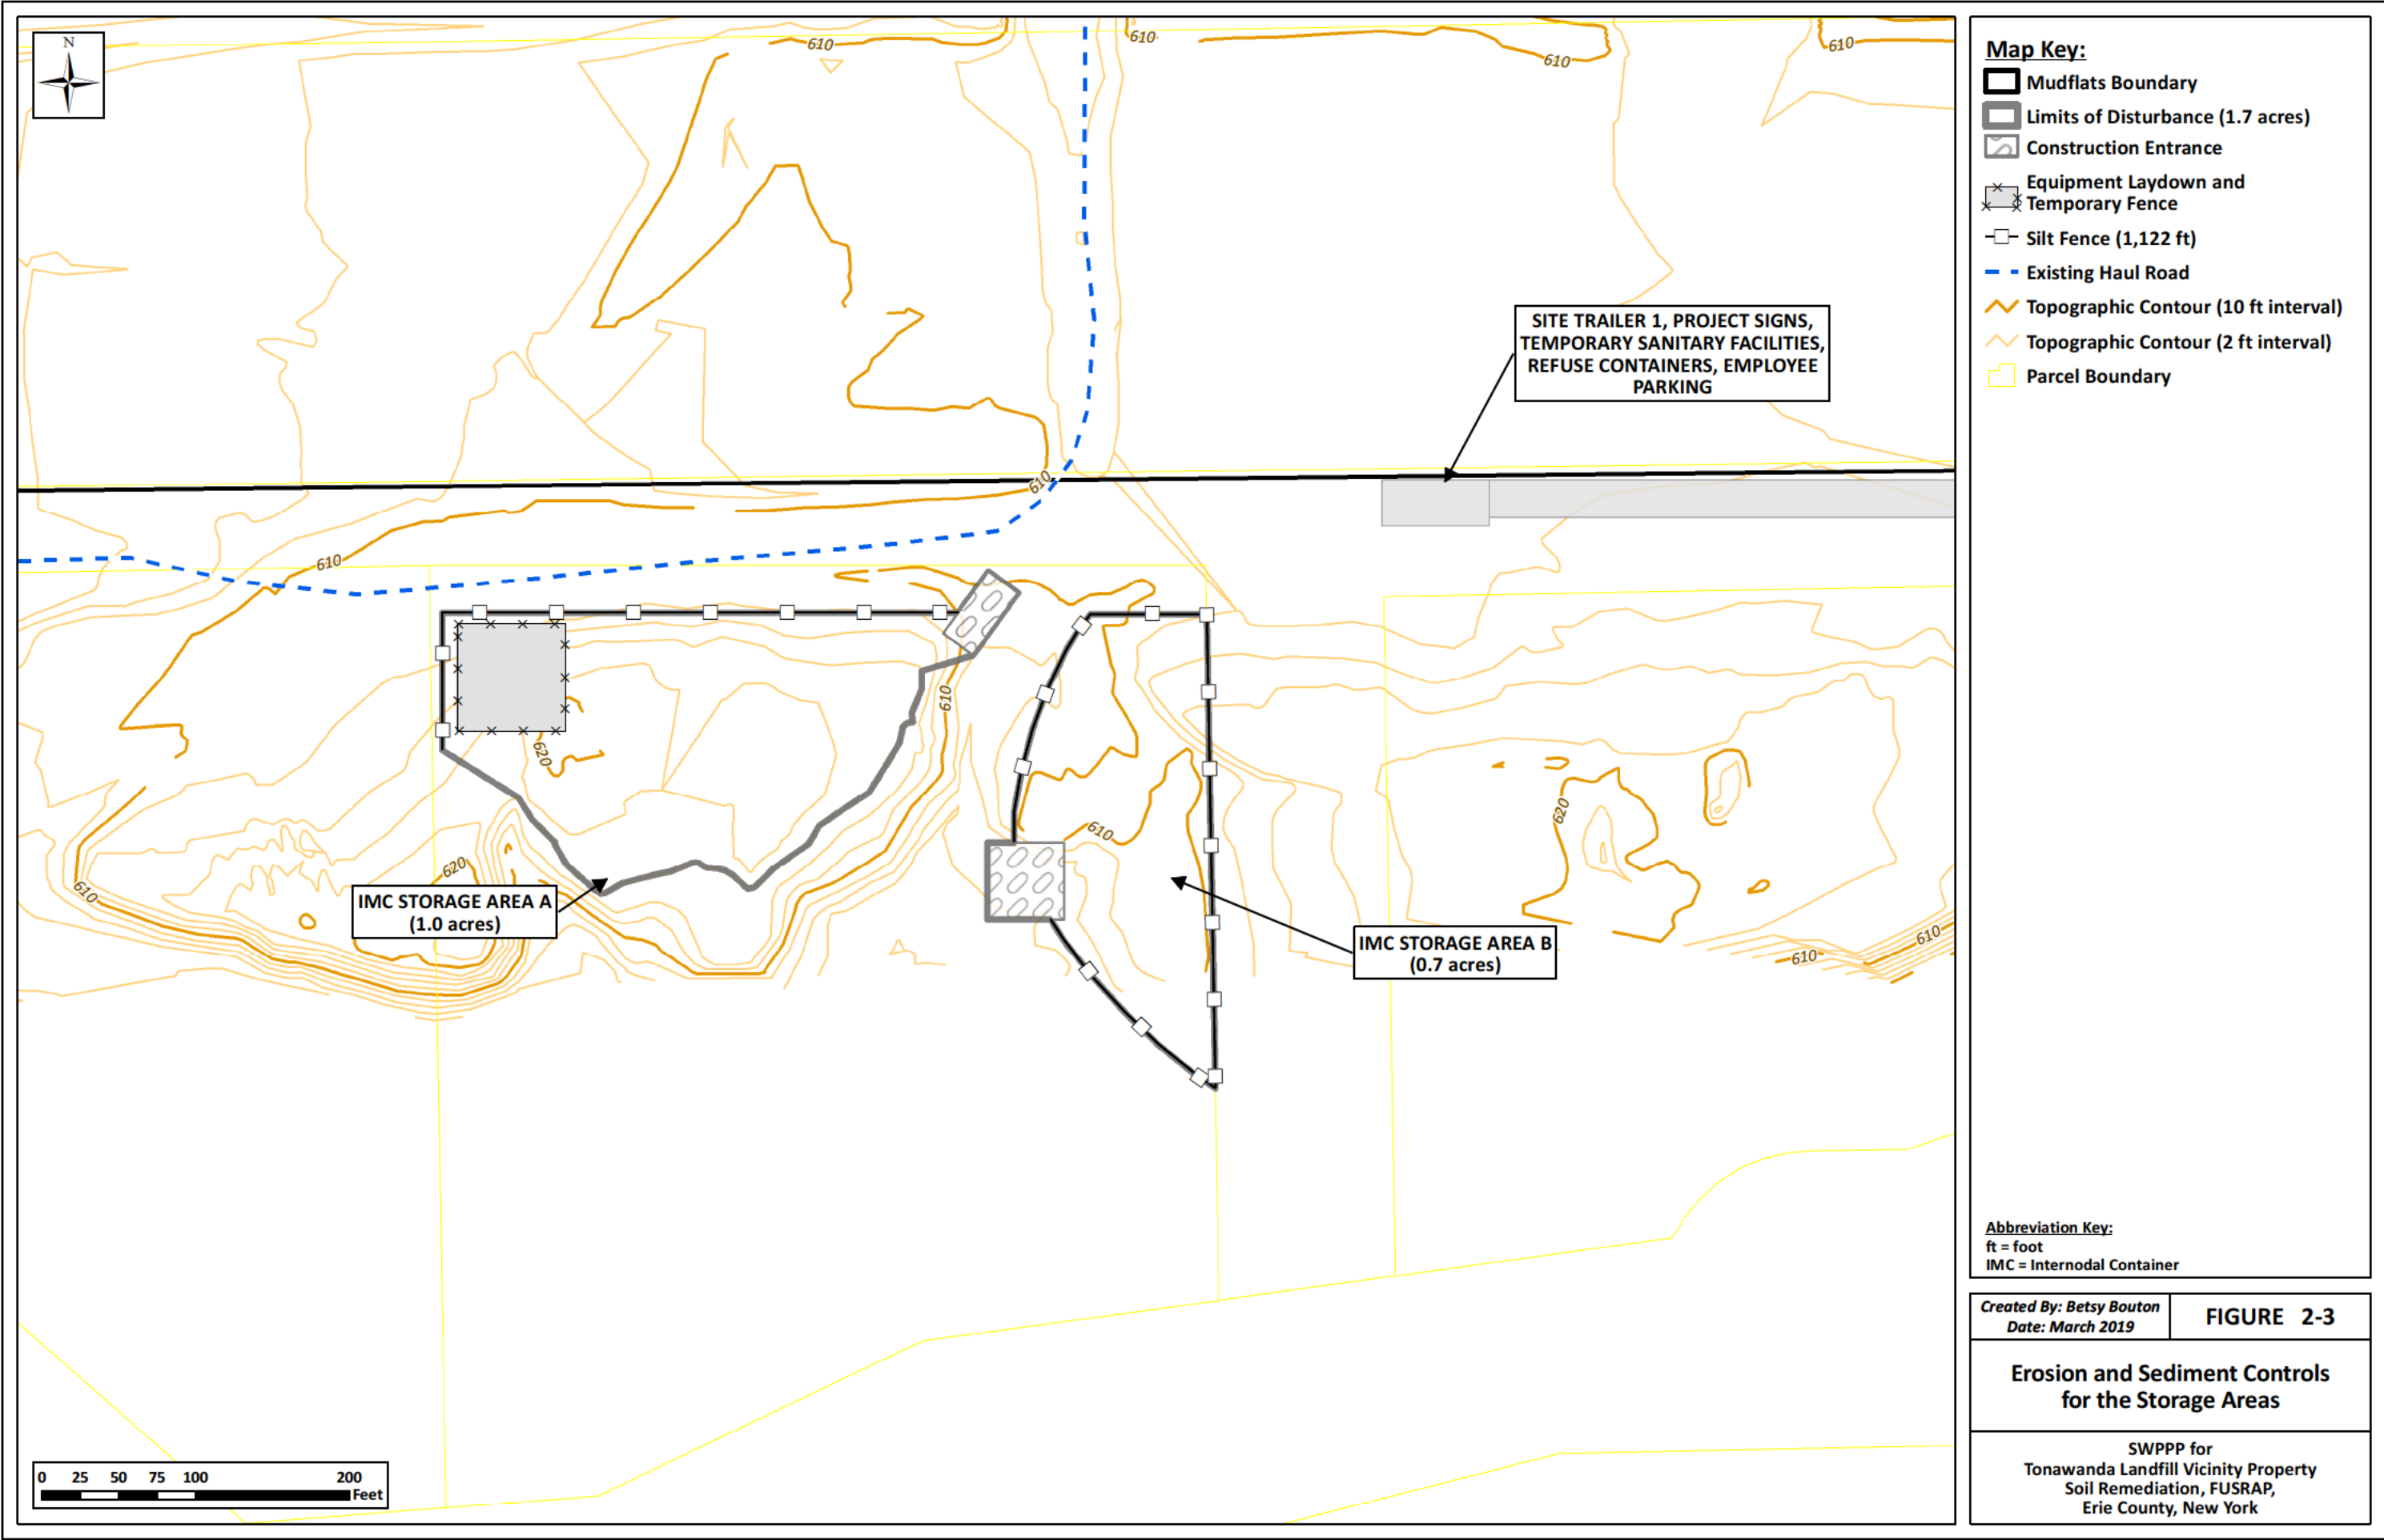 N
610
610
610
610
Map Key:
Mudflats Boundary
Limits of Disturbance (1.7 acres)
Construction Entrance
Equipment Laydown and
Temporary Fence
Silt Fence (1,122 ft)
Existing Haul Road
Topographic Contour (10 ft interval)
Topographic Contour (2 ft interval)
Parcel Boundary
SITE TRAILER 1, PROJECT SIGNS,
TEMPORARY SANITARY FACILITIES,
REFUSE CONTAINERS, EMPLOYEE
PARKING
610
610
610
620
620
610
610
620
610
610
IMC STORAGE AREA A
(1.0 acres)
IMC STORAGE AREA B
(0.7 acres)
0 25 50 75 100 200
Feet
Abbreviation Key:
ft = foot
IMC = Internodal Container
Created By: Betsy Bouton
Date: March 2019
FIGURE 2-3
Erosion and Sediment Controls
for the Storage Areas
SWPPP for
Tonawanda Landfill Vicinity Property
Soil Remediation, FUSRAP,
Erie County, New York